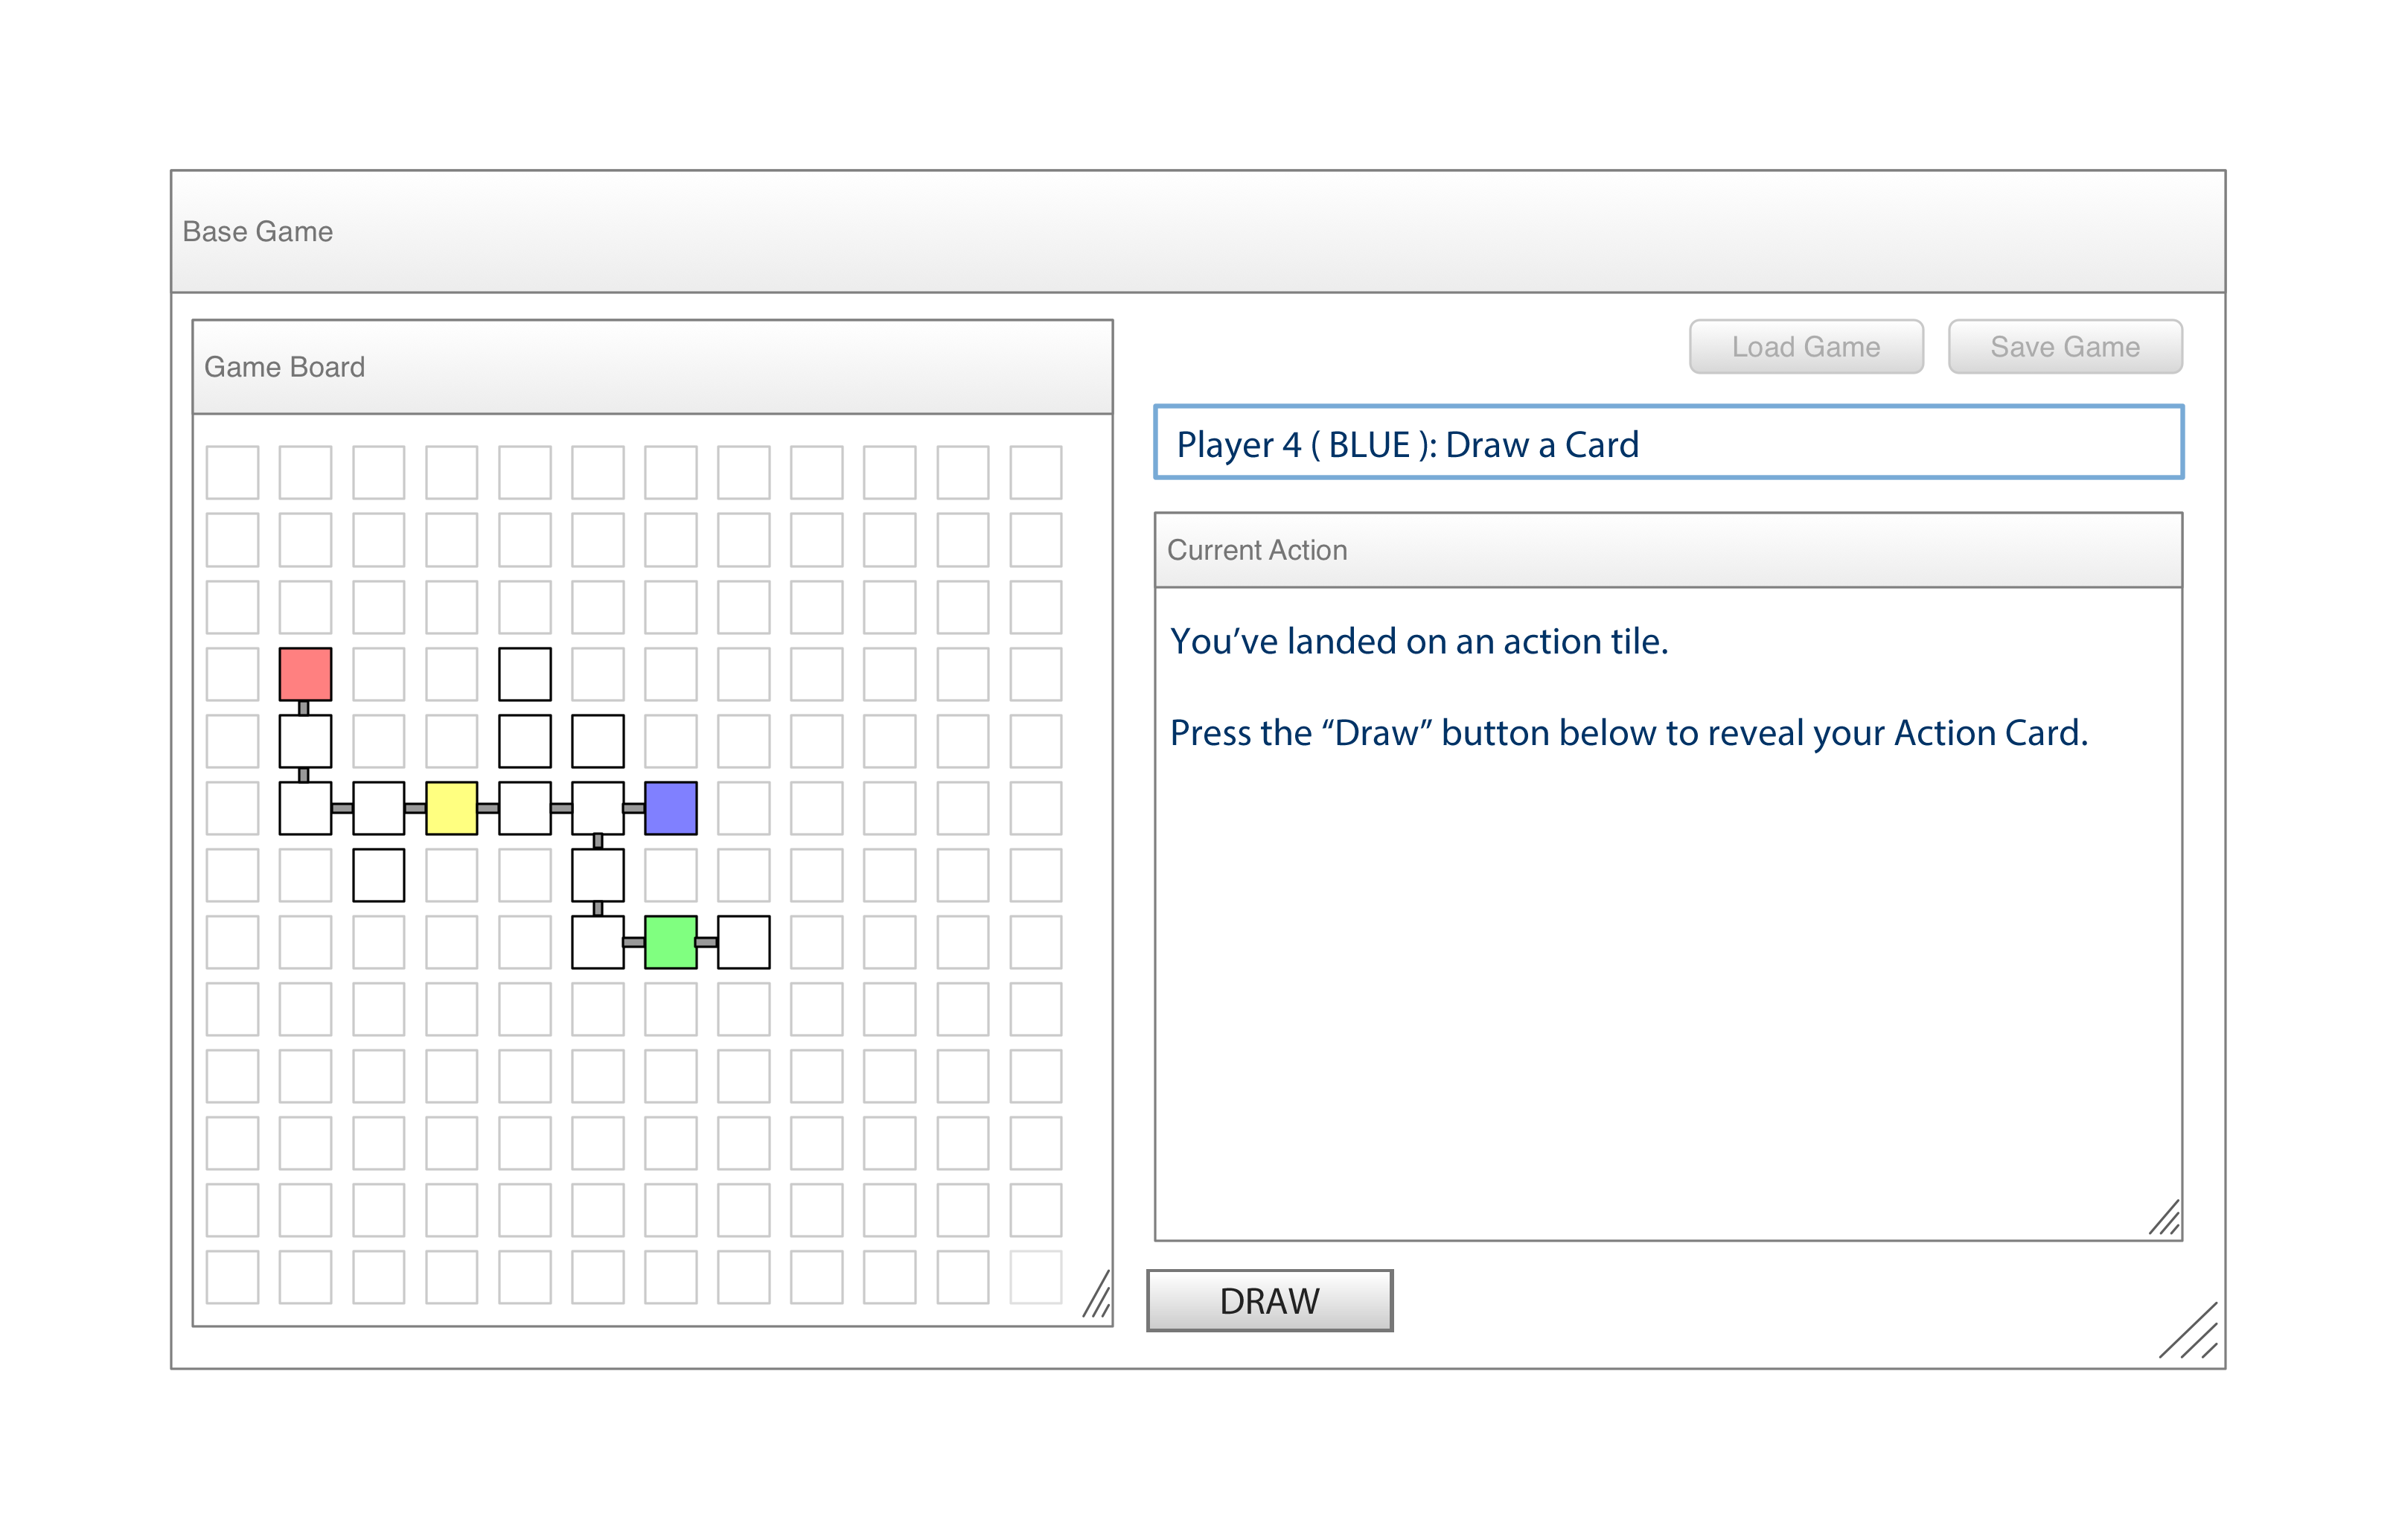 Base Game
Game Board
Load Game
Save Game
Player 4 ( BLUE ): Draw a Card
Current Action
You’ve landed on an action tile.
Press the “Draw” button below to reveal your Action Card.
DRAW